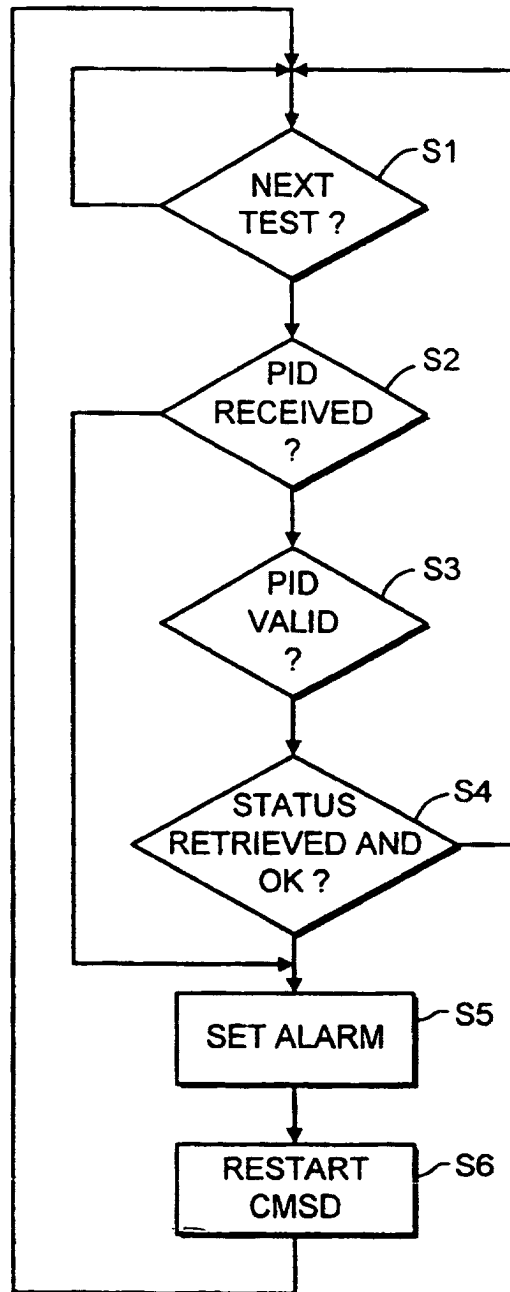 S1
NEXT
TEST ?
S2
PID
RECEIVED
?
S3
PID
VALID
?
S4
STATUS
RETRIEVED AND
OK ?
S5
SET ALARM
S6
RESTART
CMSD